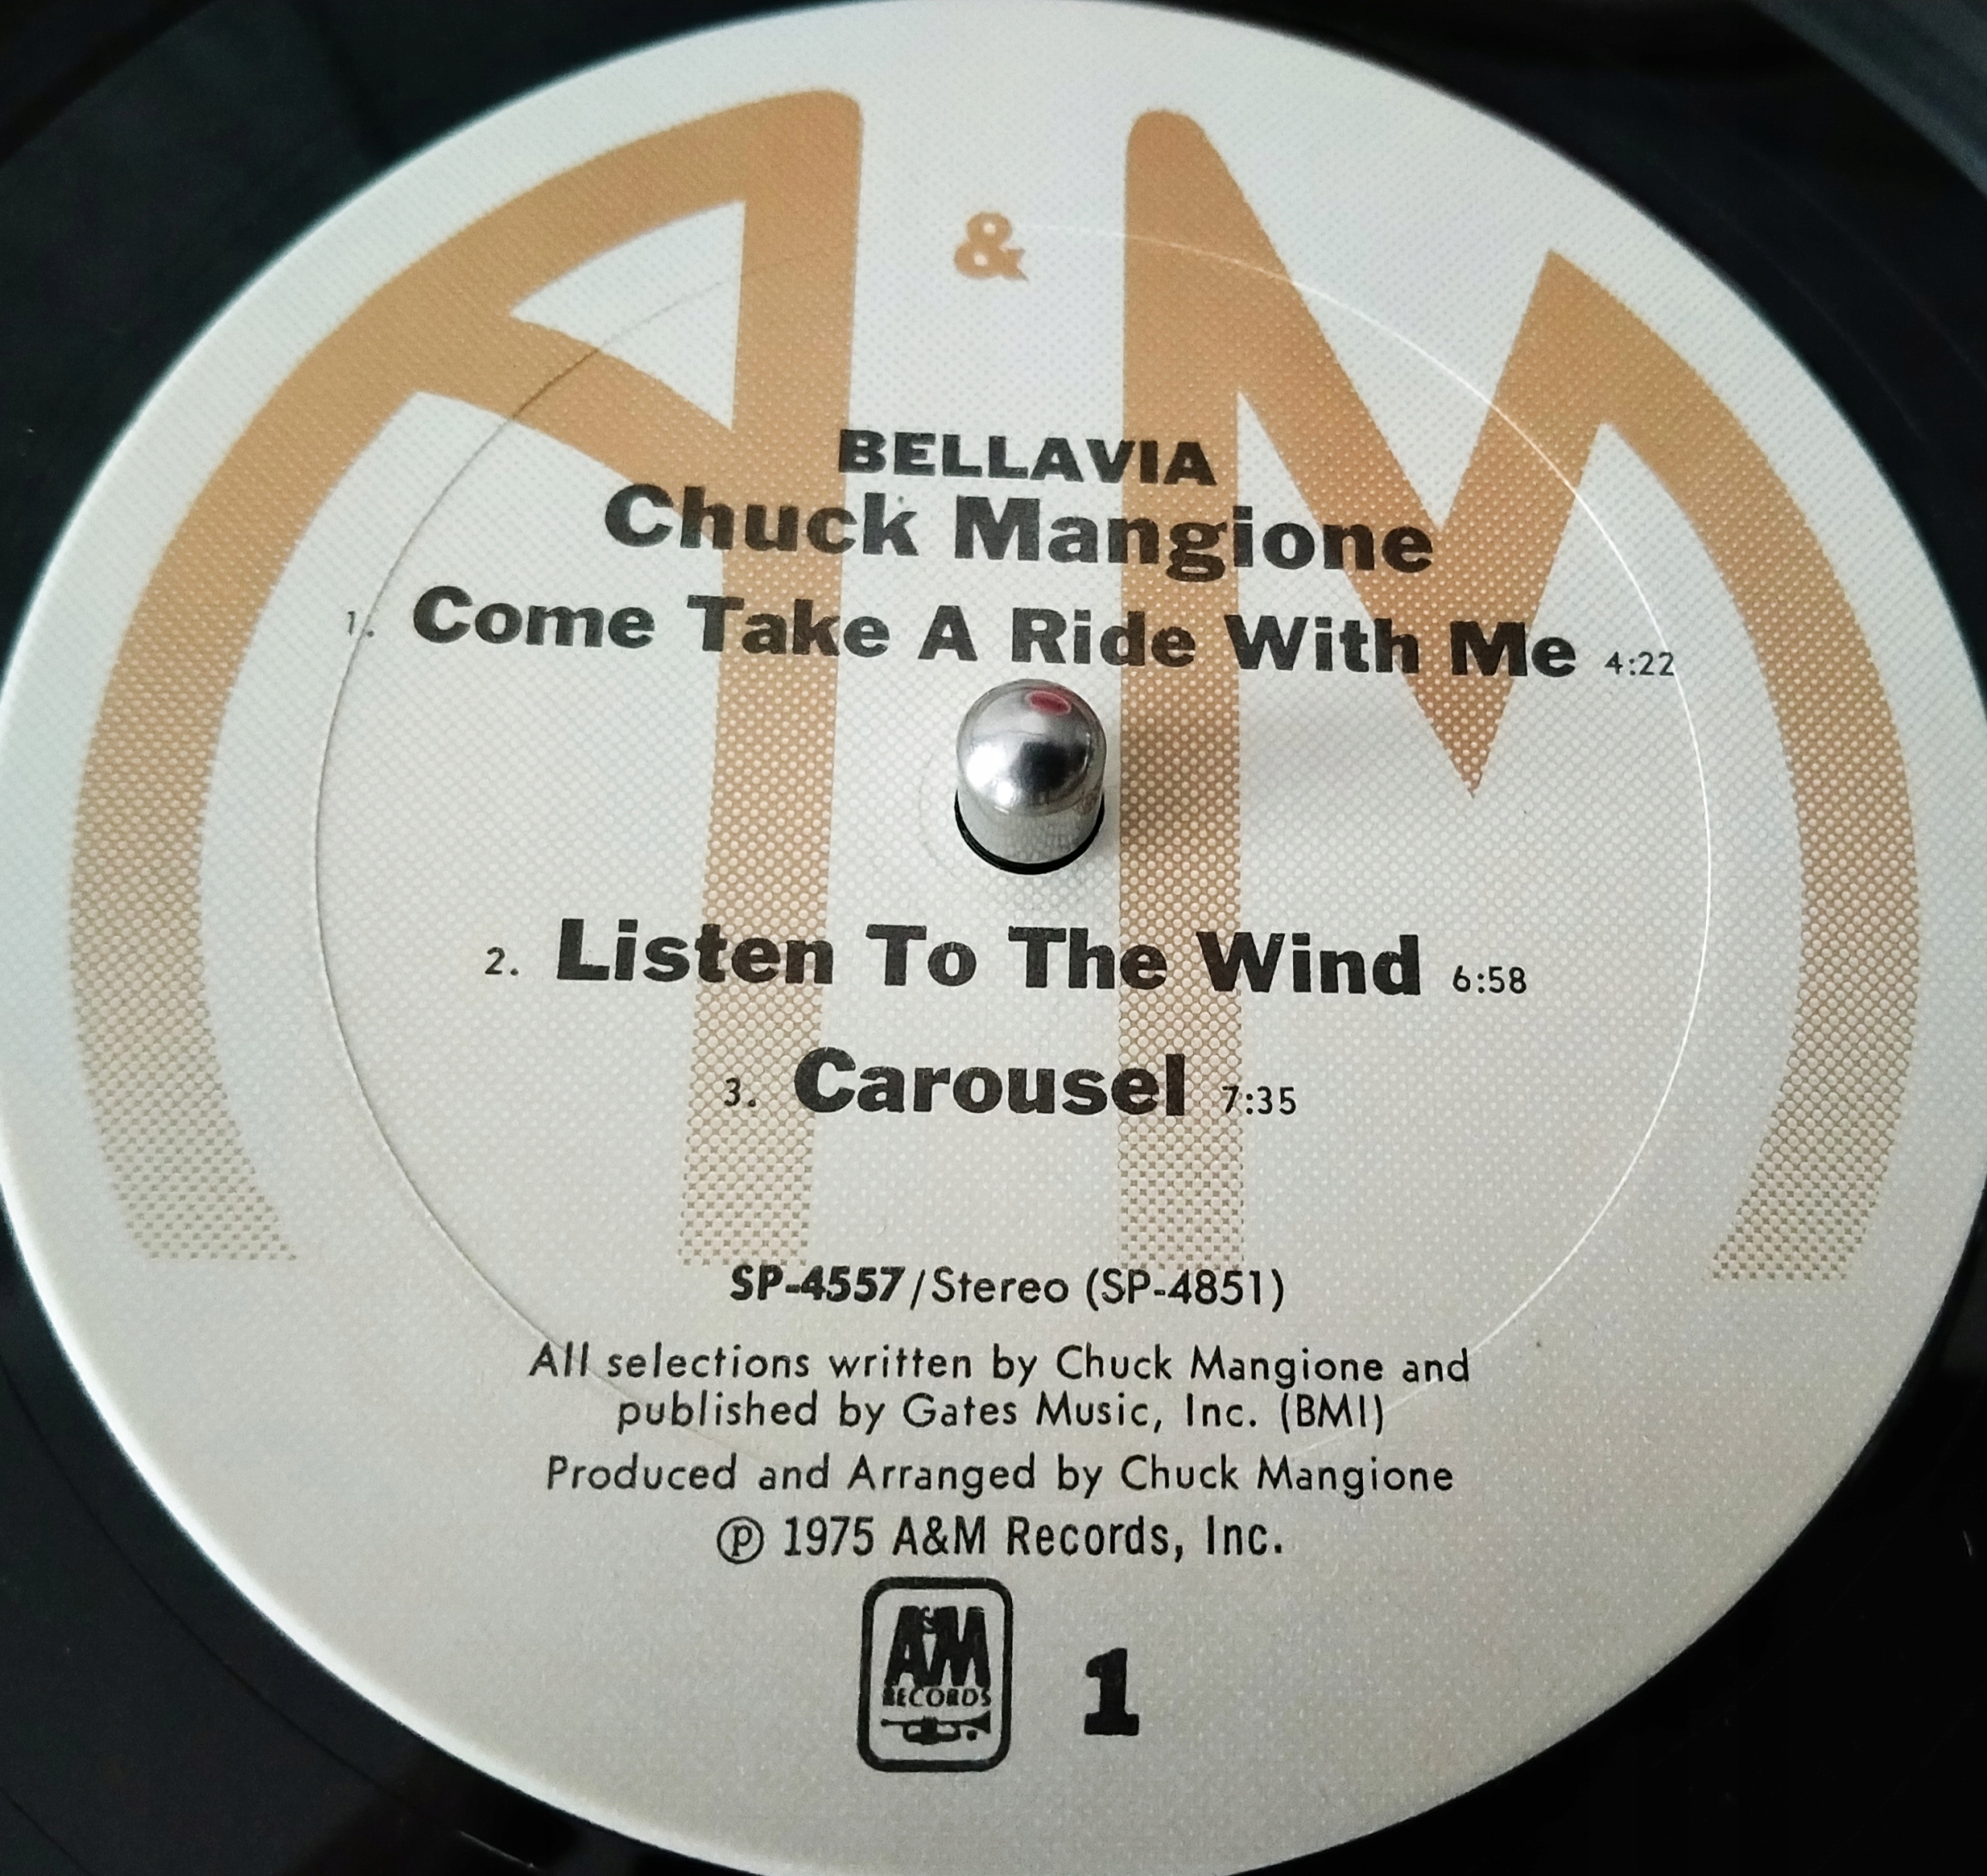 A & M
BELLAVIA
Chuck Mangione
1. Come Take A Ride With Me 4:22
2. Listen To The Wind 6:58
3. Carousel 7:35
SP-4557/Stereo (SP-4851)
All selections written by Chuck Mangione and
published by Gates Music, Inc. (BMI)
Produced and Arranged by Chuck Mangione
℗ 1975 A&M Records, Inc.
A&M
RECORDS
1